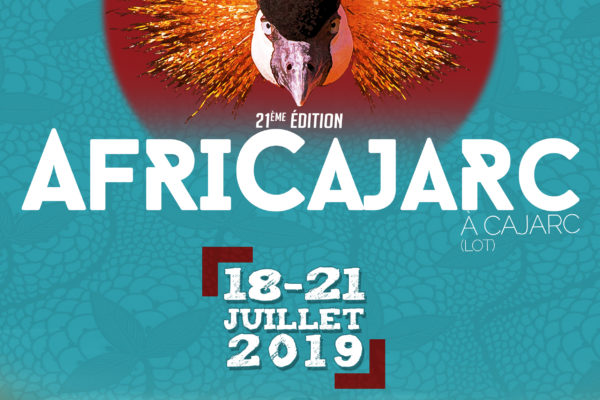 21ÈME ÉDITION
AFRICAJARC
À CAJARC
(LOT)
18-21
JUILLET
2019